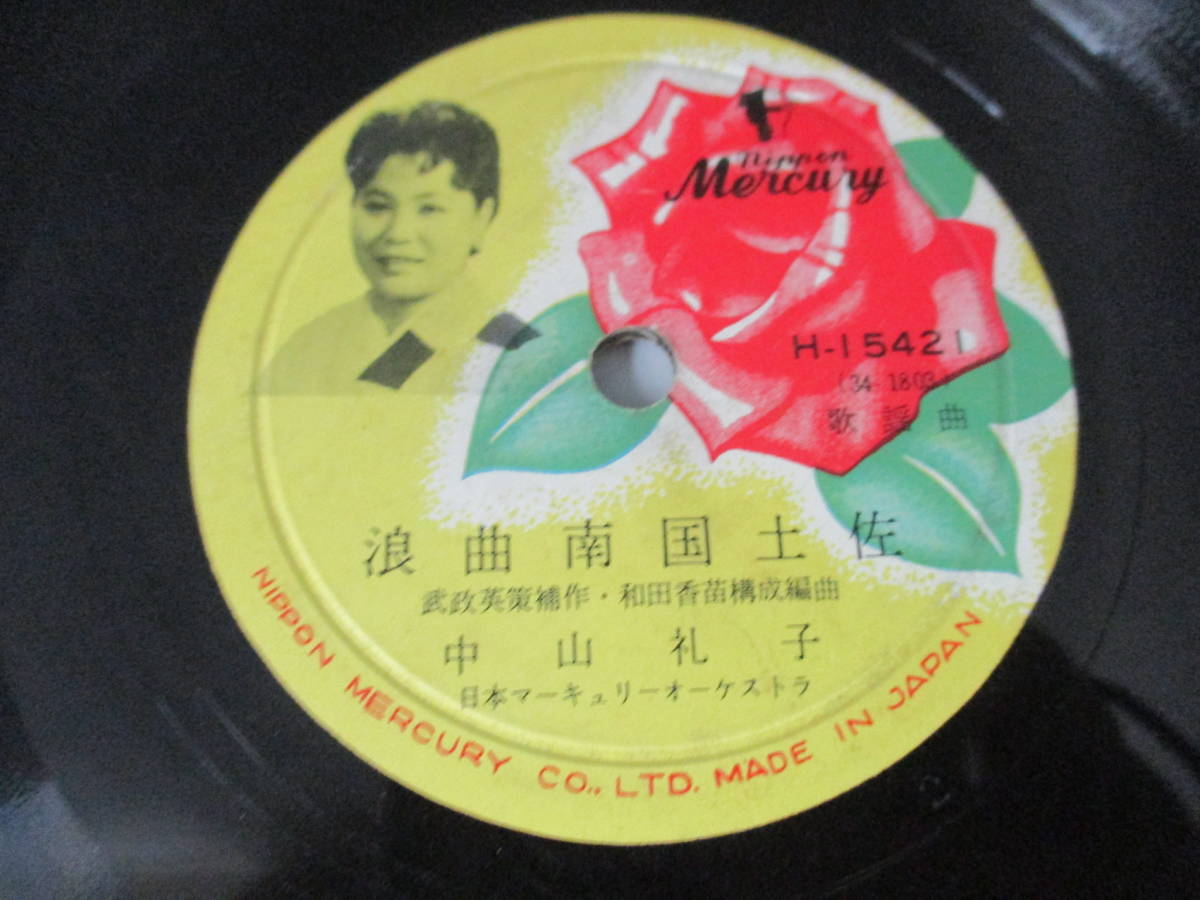 Nippon
Mercury
H-15421
(34-1803)
歌謡曲
浪曲南国土佐
武政英策補作・和田香苗構成編曲
中山礼子
日本マーキュリーオーケストラ
NIPPON MERCURY CO., LTD. MADE IN JAPAN